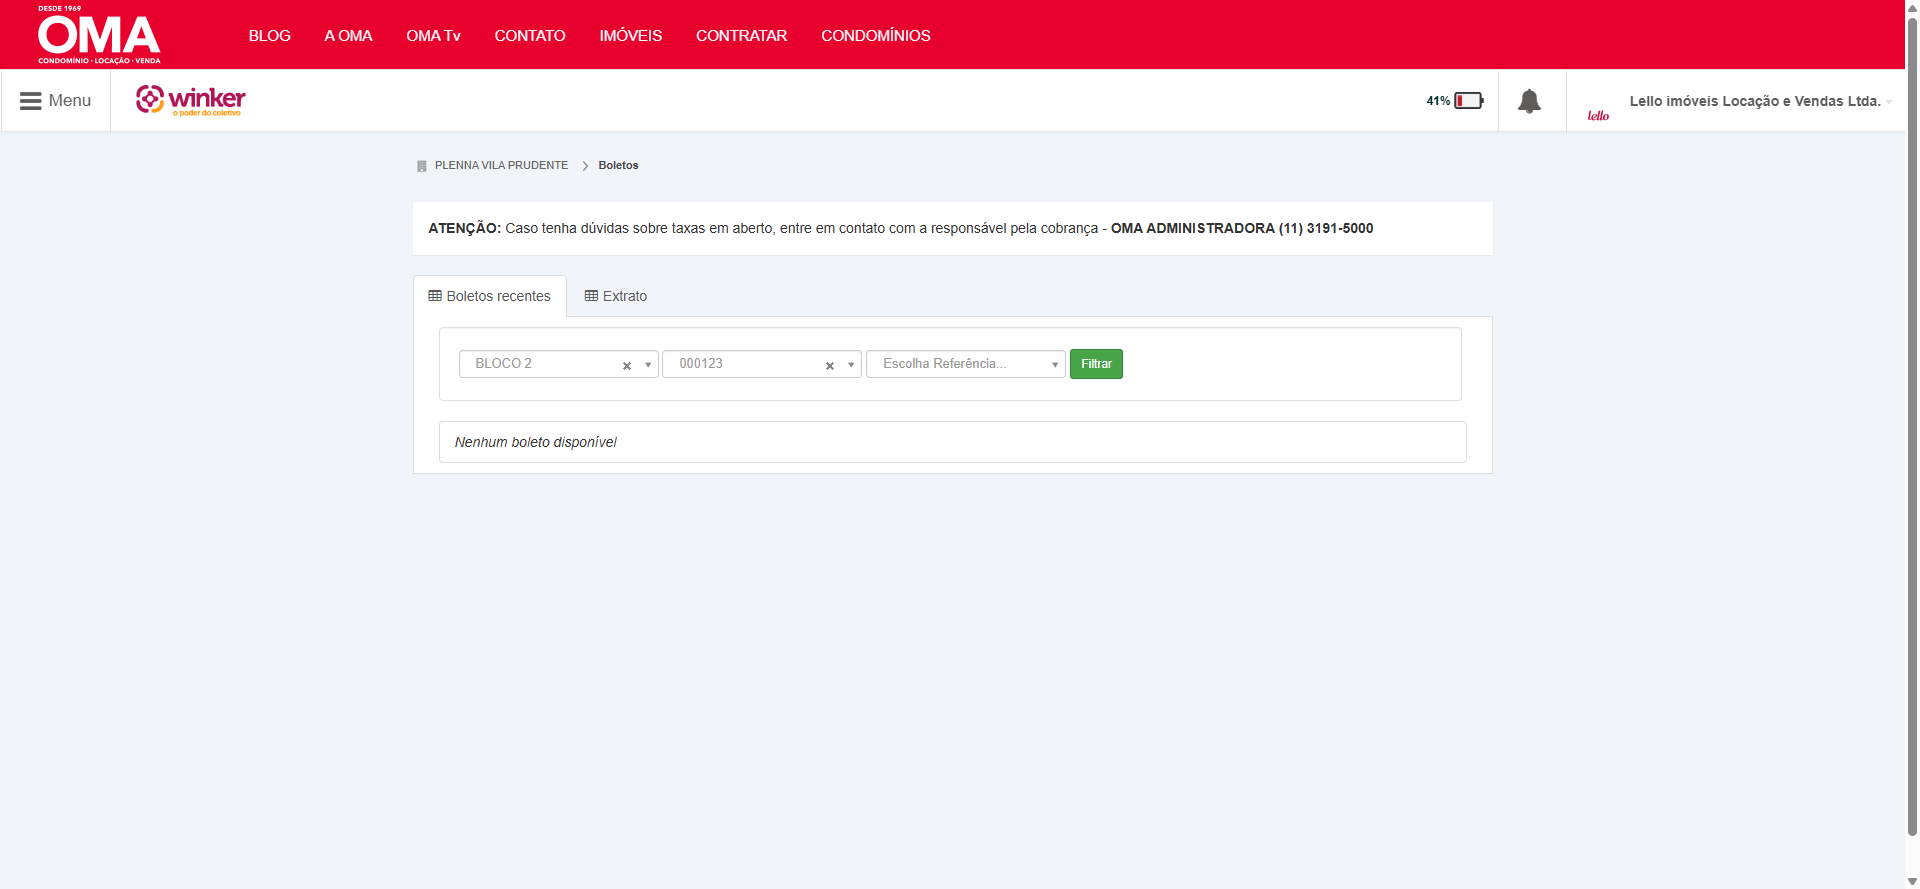 DESDE 1969
OMA
CONDOMÍNIO · LOCAÇÃO · VENDA
BLOG A OMA OMA Tv CONTATO IMÓVEIS CONTRATAR CONDOMÍNIOS
Menu
winker
o poder do coletivo
41%
lello
Lello imóveis Locação e Vendas Ltda.
PLENNA VILA PRUDENTE > Boletos
ATENÇÃO: Caso tenha dúvidas sobre taxas em aberto, entre em contato com a responsável pela cobrança - OMA ADMINISTRADORA (11) 3191-5000
Boletos recentes Extrato
BLOCO 2 000123 Escolha Referência... Filtrar
Nenhum boleto disponível